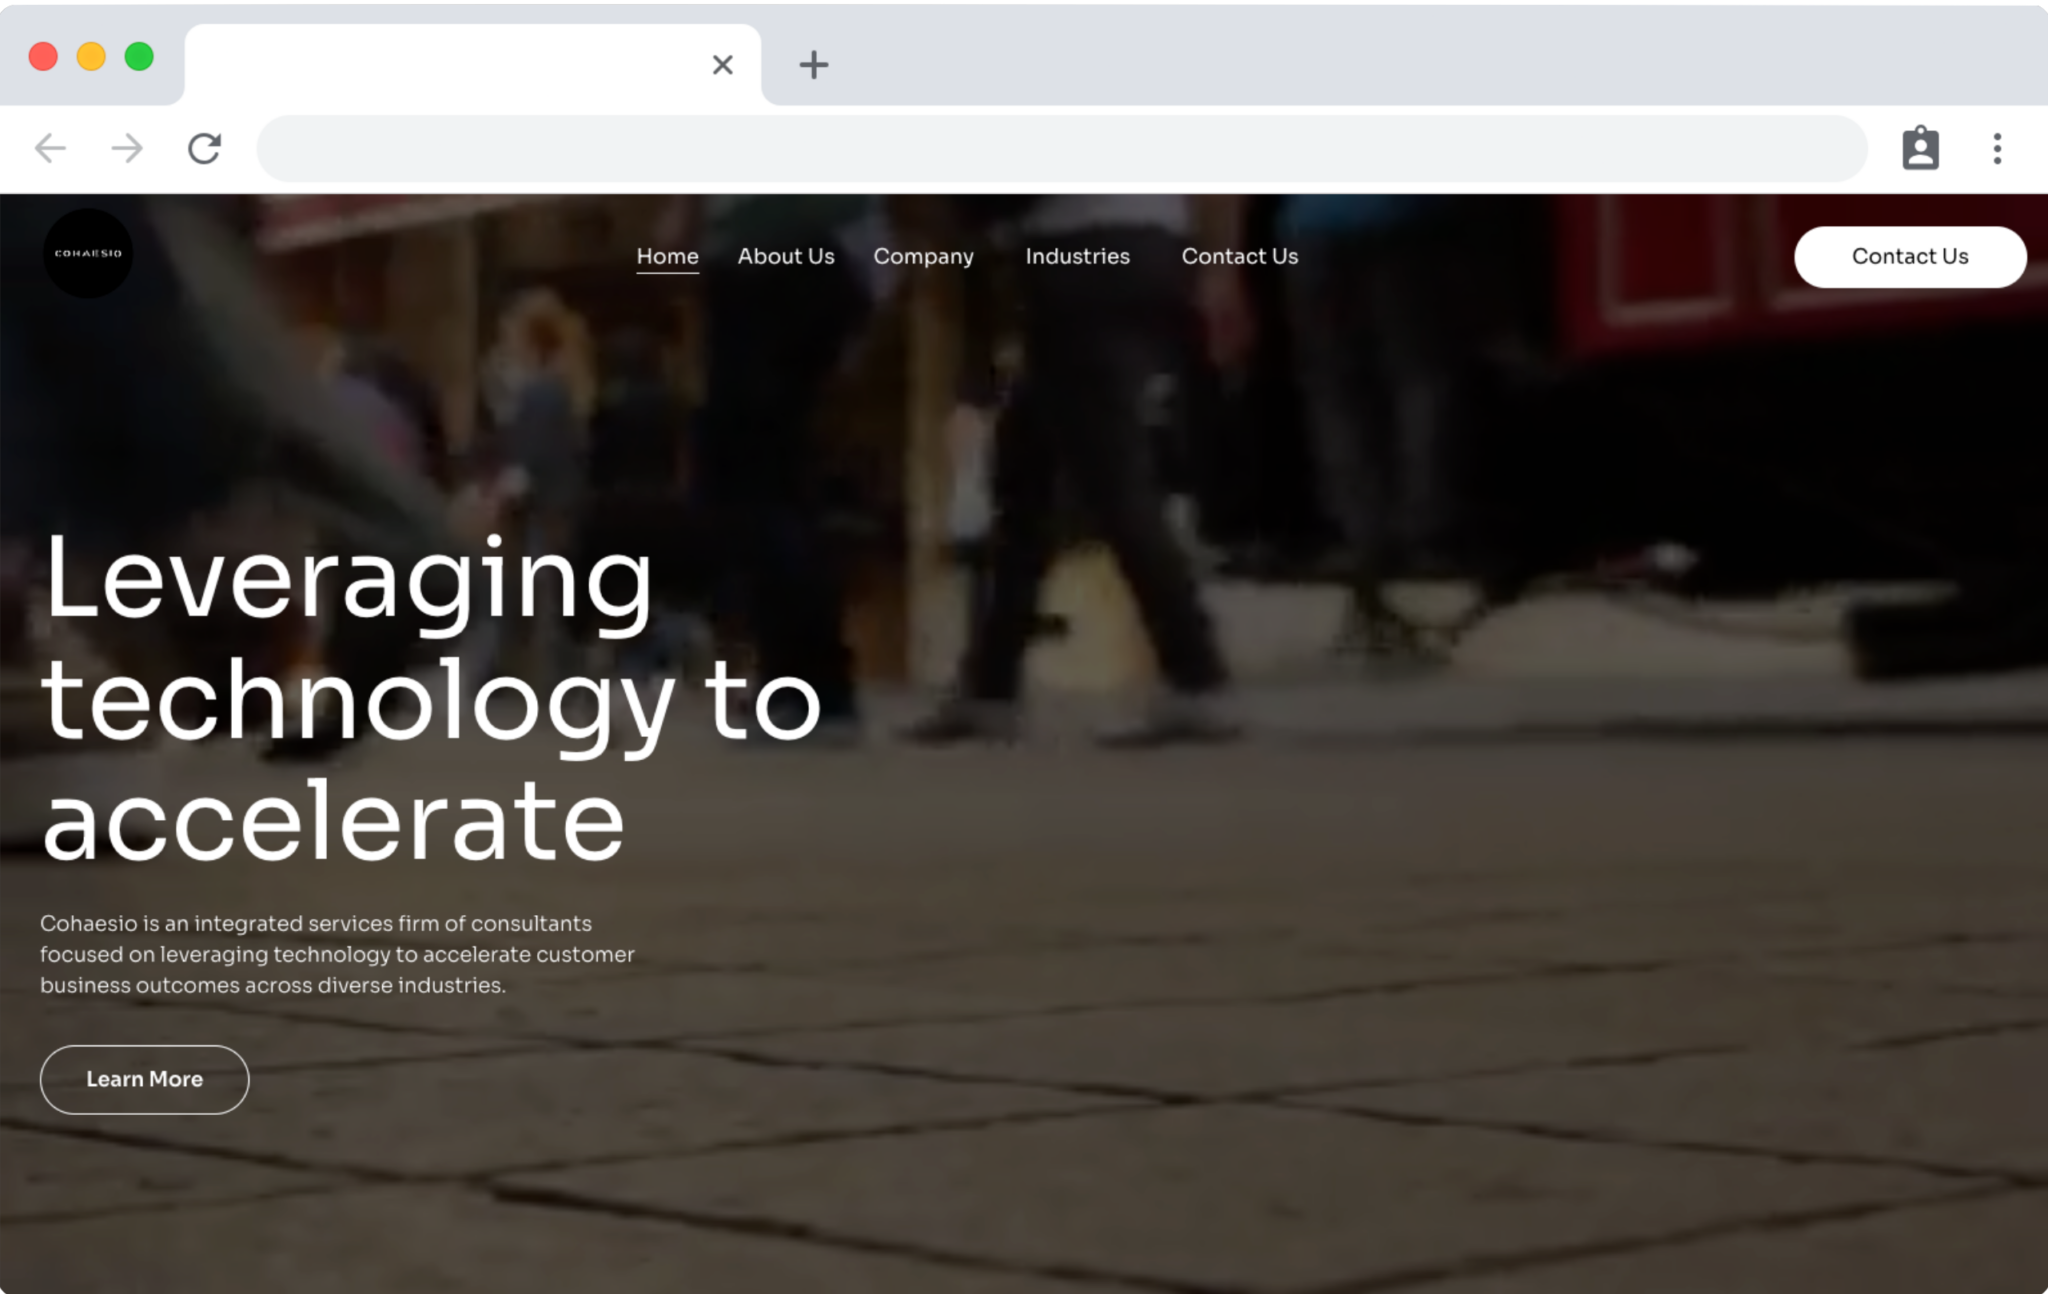 COHAESIO
Home About Us Company Industries Contact Us
Contact Us
Leveraging
technology to
accelerate
Cohaesio is an integrated services firm of consultants
focused on leveraging technology to accelerate customer
business outcomes across diverse industries.
Learn More